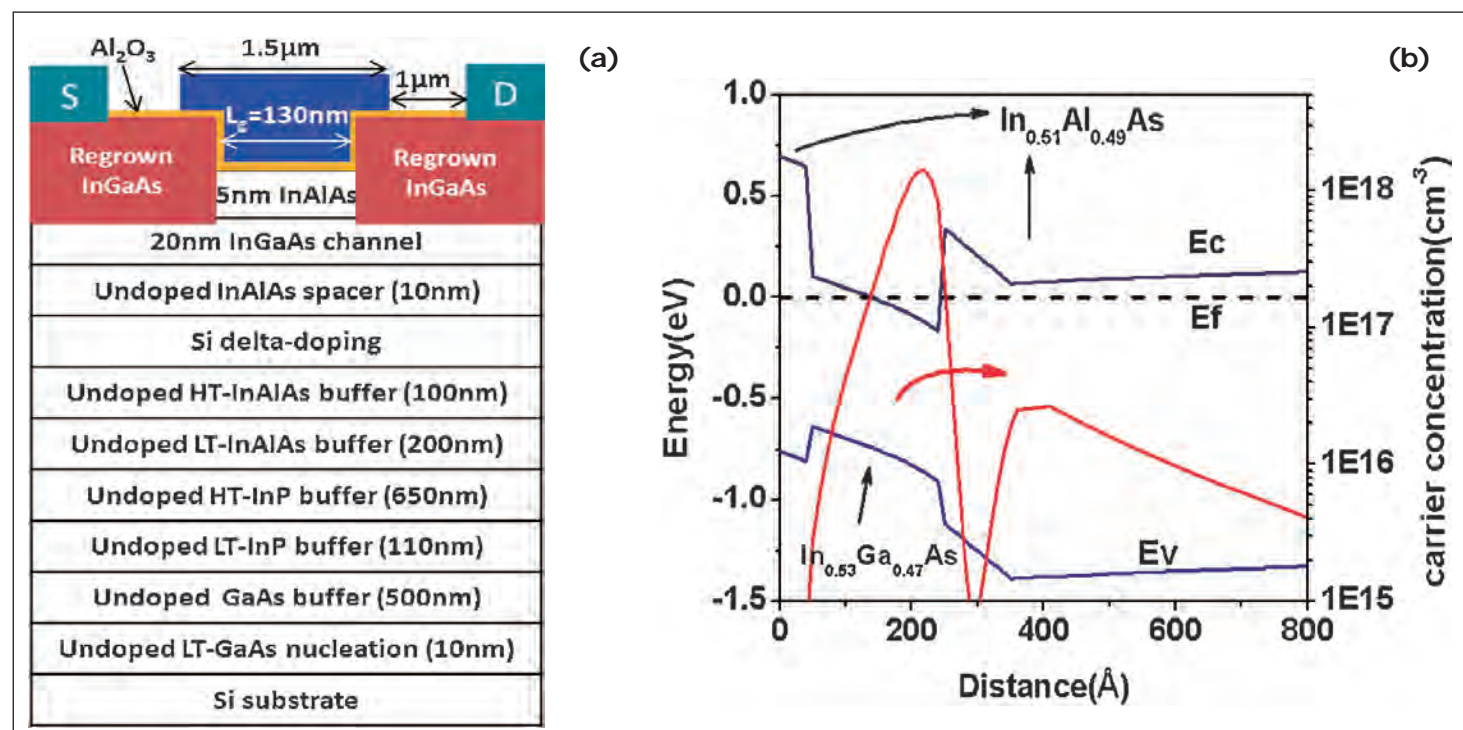 (a)
Al₂O₃
1.5µm
1µm
S
D
Lg=130nm
Regrown
InGaAs
Regrown
InGaAs
5nm InAlAs
20nm InGaAs channel
Undoped InAlAs spacer (10nm)
Si delta-doping
Undoped HT-InAlAs buffer (100nm)
Undoped LT-InAlAs buffer (200nm)
Undoped HT-InP buffer (650nm)
Undoped LT-InP buffer (110nm)
Undoped GaAs buffer (500nm)
Undoped LT-GaAs nucleation (10nm)
Si substrate
(b)
1.0
0.5
0.0
-0.5
-1.0
-1.5
Energy(eV)
In₀.₅₁Al₀.₄₉As
Ec
Ef
In₀.₅₃Ga₀.₄₇As
Ev
1E18
1E17
1E16
1E15
carrier concentration(cm⁻³)
0 200 400 600 800
Distance(Å)